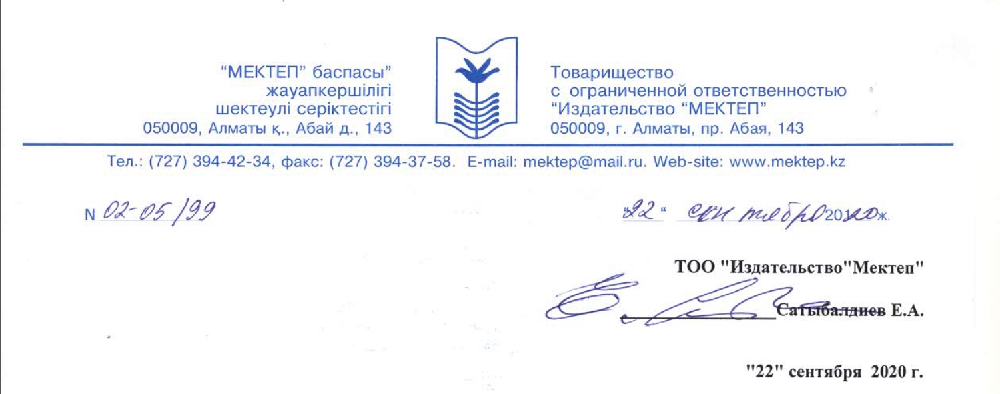 “МЕКТЕП” баспасы”
жауапкершілігі
шектеулі серіктестігі
050009, Алматы қ., Абай д., 143
Товарищество
с ограниченной ответственностью
“Издательство “МЕКТЕП”
050009, г. Алматы, пр. Абая, 143
Тел.: (727) 394-42-34, факс: (727) 394-37-58. E-mail: mektep@mail.ru. Web-site: www.mektep.kz
N 02-05/99
“22“ сентября 2020 ж.
ТОО "Издательство"Мектеп"
Сатыбалдиев Е.А.
"22" сентября 2020 г.